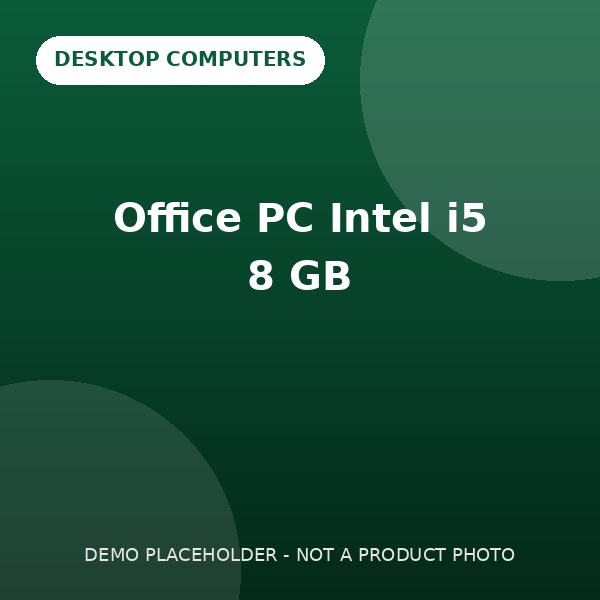 DESKTOP COMPUTERS
Office PC Intel i5
8 GB
DEMO PLACEHOLDER - NOT A PRODUCT PHOTO